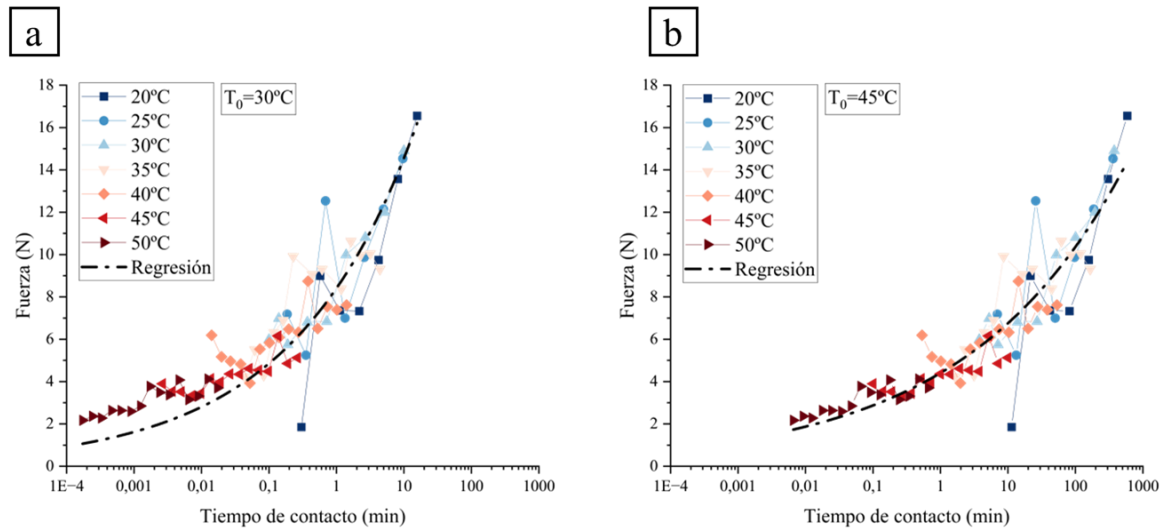 a
18
16
14
12
10
8
6
4
2
0
Fuerza (N)
20ºC
25ºC
30ºC
35ºC
40ºC
45ºC
50ºC
Regresión
T₀=30ºC
1E−4
0,001
0,01
0,1
1
10
100
1000
Tiempo de contacto (min)
b
18
16
14
12
10
8
6
4
2
0
Fuerza (N)
20ºC
25ºC
30ºC
35ºC
40ºC
45ºC
50ºC
Regresión
T₀=45ºC
1E−4
0,001
0,01
0,1
1
10
100
1000
Tiempo de contacto (min)